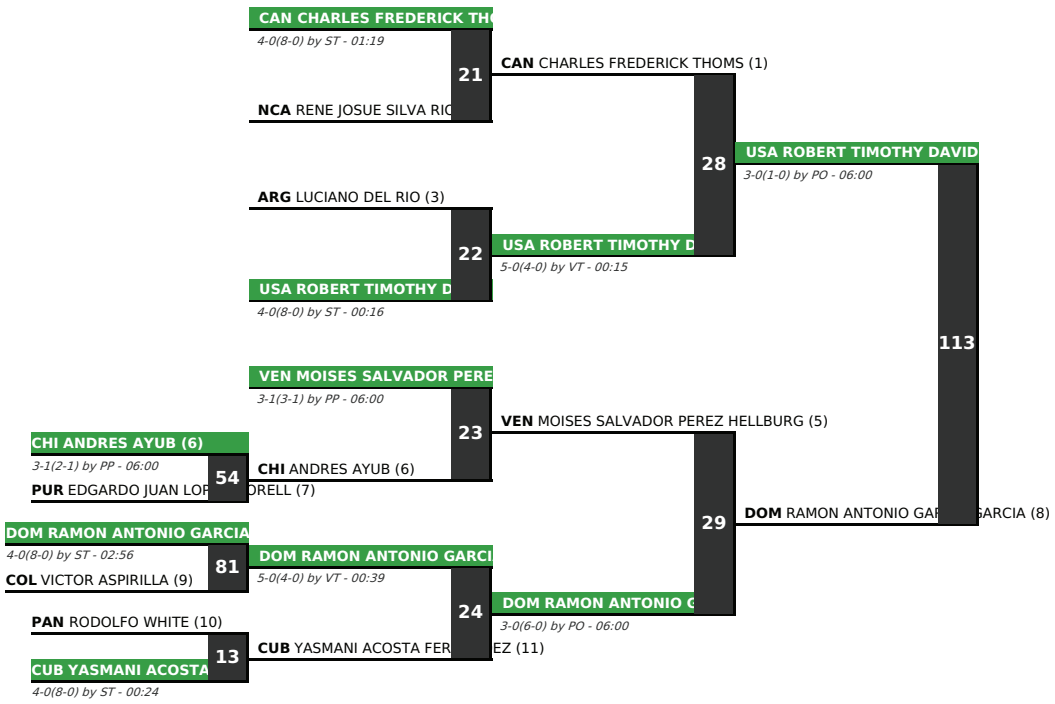 CAN CHARLES FREDERICK
4-0(8-0) by ST - 01:19
21
NCA RENE JOSUE SILVA
CAN CHARLES FREDERICK THOMS (1)
28
USA ROBERT TIMOTHY DAVID
3-0(1-0) by PO - 06:00
ARG LUCIANO DEL RIO (3)
22
USA ROBERT TIMOTHY
5-0(4-0) by VT - 00:15
USA ROBERT TIMOTHY
4-0(8-0) by ST - 00:16
113
VEN MOISES SALVADOR PERE
3-1(3-1) by PP - 06:00
23
VEN MOISES SALVADOR PEREZ HELLBURG (5)
CHI ANDRES AYUB (6)
3-1(2-1) by PP - 06:00
54
CHI ANDRES AYUB (6)
PUR EDGARDO JUAN LOP ORELL (7)
29
DOM RAMON ANTONIO GAR GARCIA (8)
DOM RAMON ANTONIO GARCIA
4-0(8-0) by ST - 02:56
81
COL VICTOR ASPIRILLA (9)
DOM RAMON ANTONIO GARCI
5-0(4-0) by VT - 00:39
24
DOM RAMON ANTONIO
3-0(6-0) by PO - 06:00
PAN RODOLFO WHITE (10)
13
CUB YASMANI ACOSTA FER EZ (11)
CUB YASMANI ACOSTA
4-0(8-0) by ST - 00:24